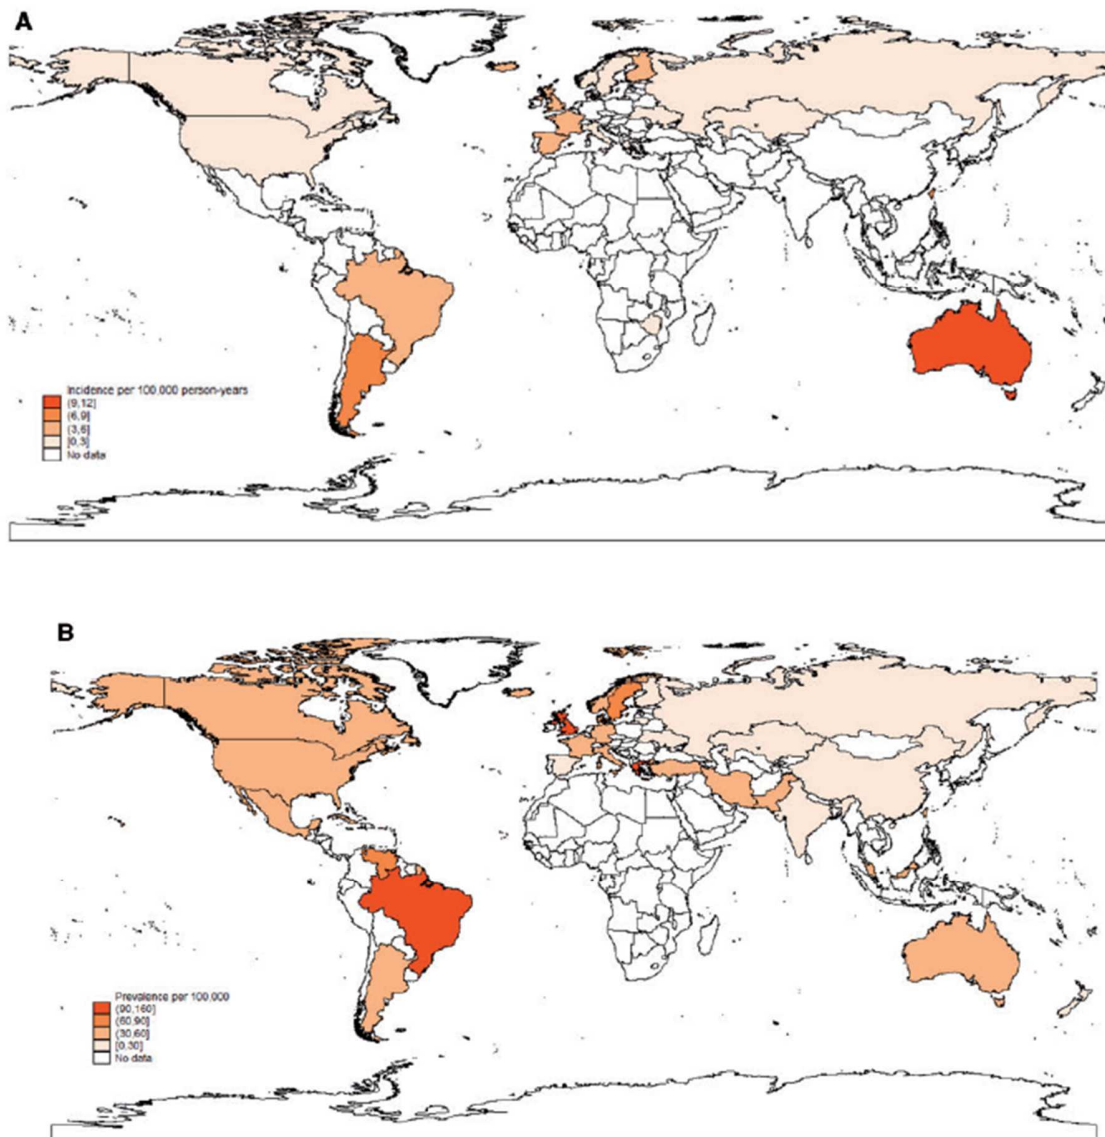 A
Incidence per 100,000 person-years
(9,12]
(6,9]
(3,6]
[0,3]
No data
B
Prevalence per 100,000
(90,160]
(60,90]
(30,60]
[0,30]
No data